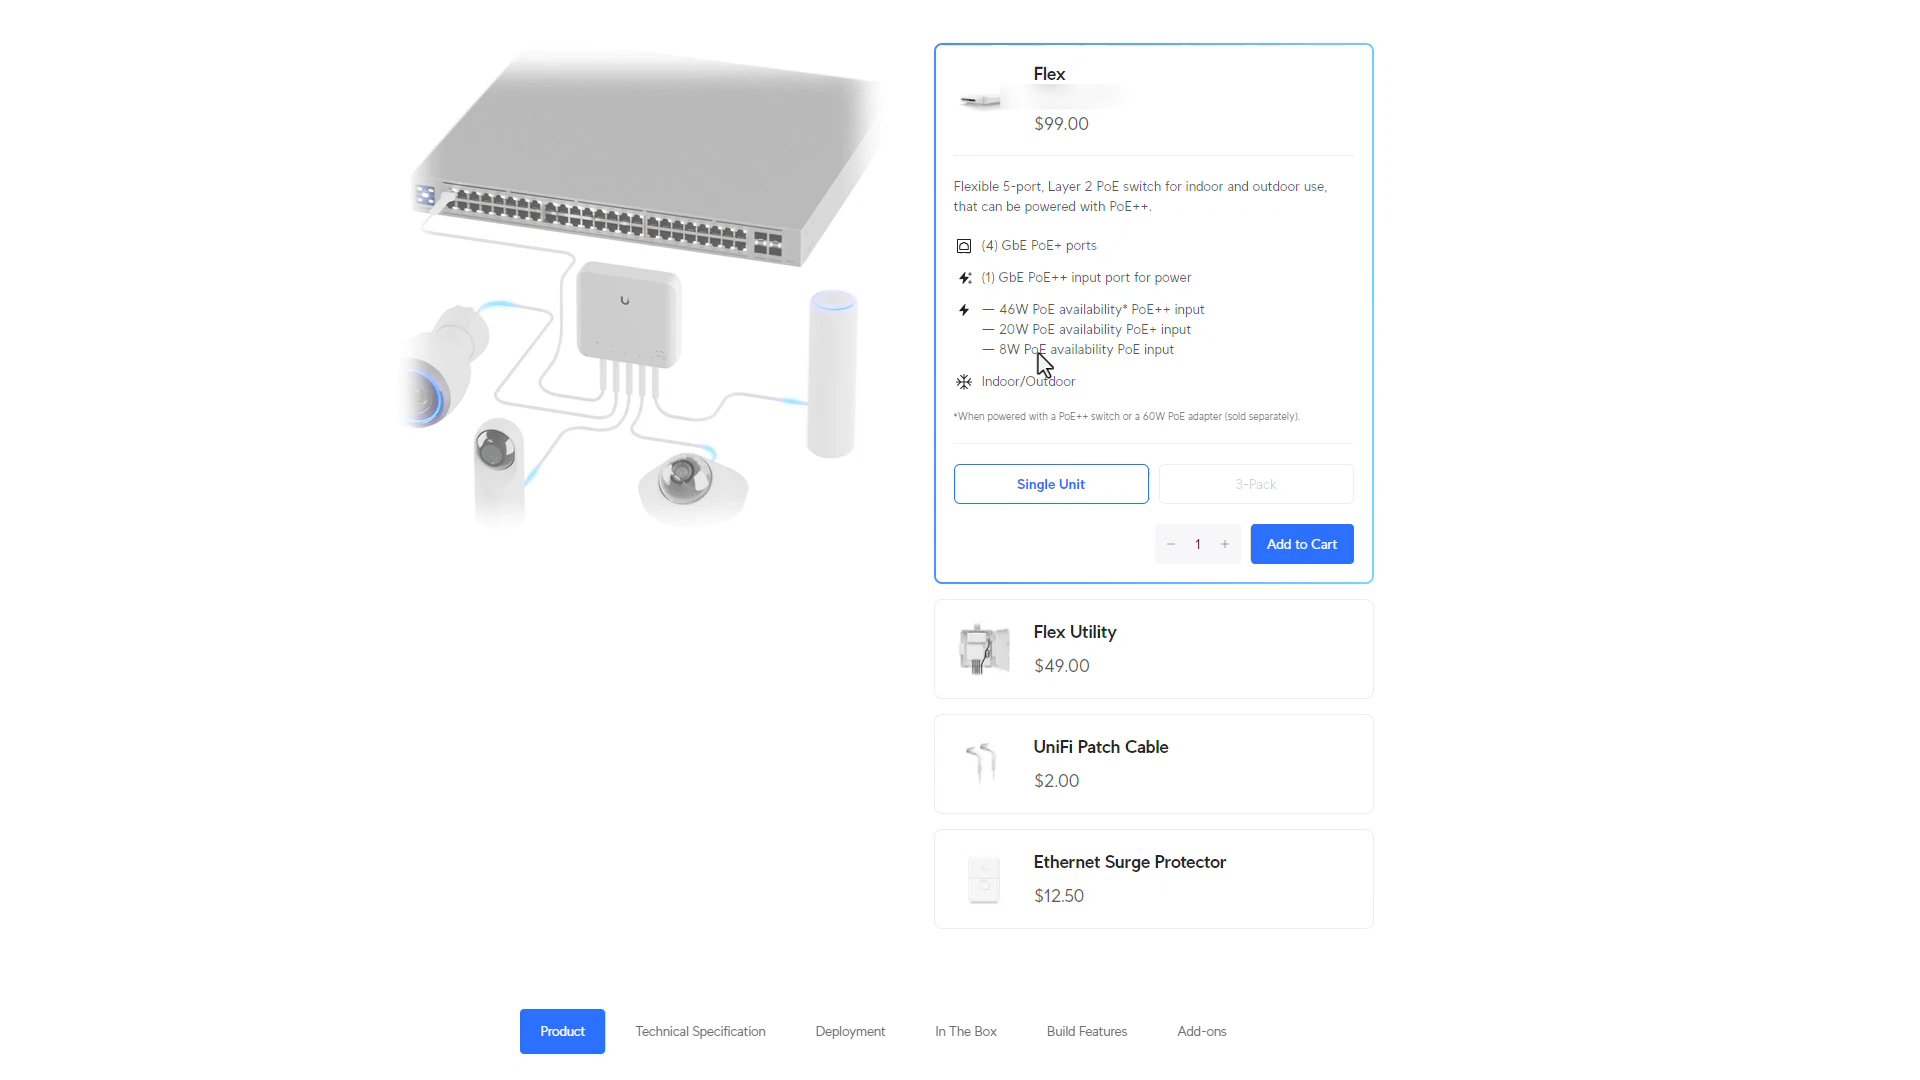 Flex
$99.00
Flexible 5-port, Layer 2 PoE switch for indoor and outdoor use,
that can be powered with PoE++.
(4) GbE PoE+ ports
(1) GbE PoE++ input port for power
— 46W PoE availability* PoE++ input
— 20W PoE availability PoE+ input
— 8W PoE availability PoE input
Indoor/Outdoor
*When powered with a PoE++ switch or a 60W PoE adapter (sold separately).
Single Unit
3-Pack
− 1 +
Add to Cart
Flex Utility
$49.00
UniFi Patch Cable
$2.00
Ethernet Surge Protector
$12.50
Product
Technical Specification
Deployment
In The Box
Build Features
Add-ons